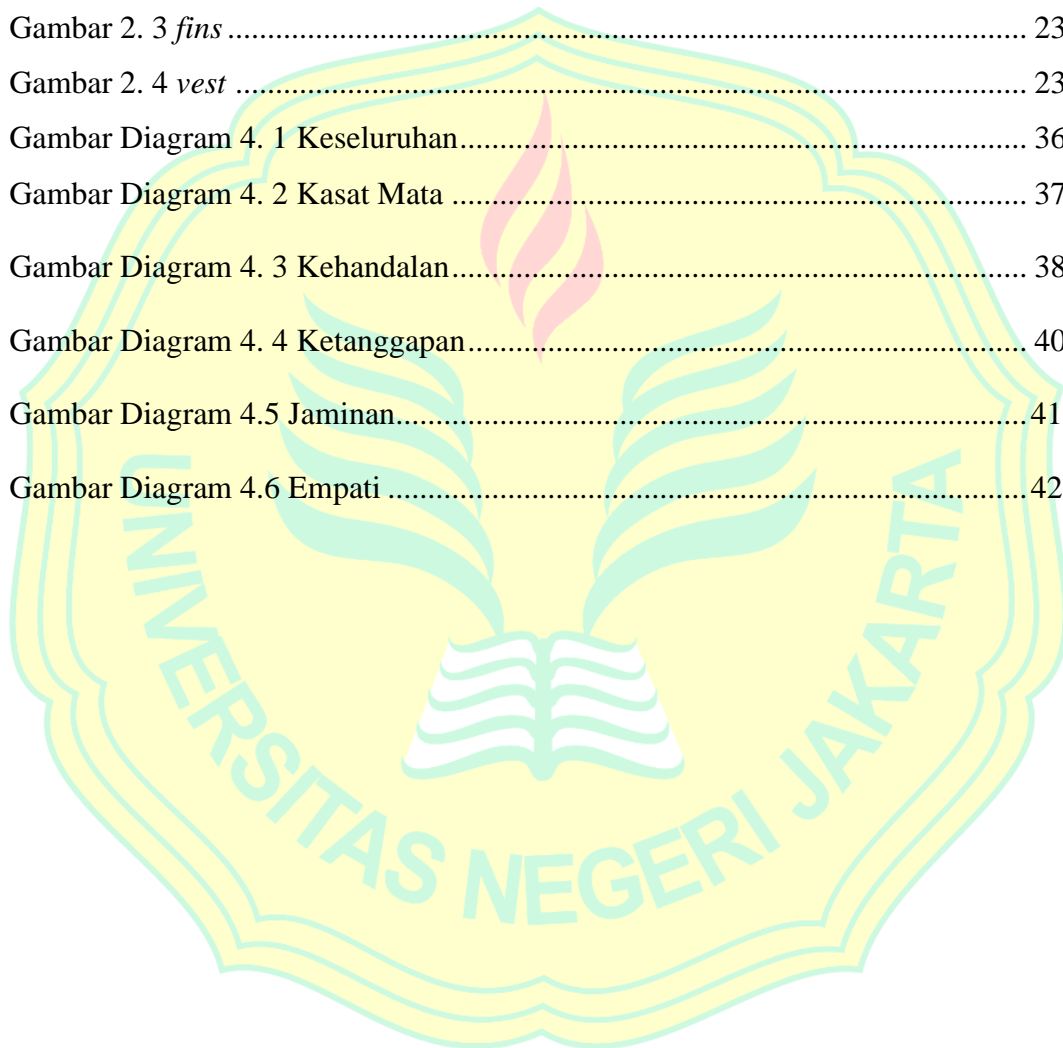 Gambar 2. 3 fins ........................................................................................................ 23
Gambar 2. 4 vest ....................................................................................................... 23
Gambar Diagram 4. 1 Keseluruhan........................................................................... 36
Gambar Diagram 4. 2 Kasat Mata ............................................................................ 37
Gambar Diagram 4. 3 Kehandalan............................................................................ 38
Gambar Diagram 4. 4 Ketanggapan.......................................................................... 40
Gambar Diagram 4.5 Jaminan................................................................................... 41
Gambar Diagram 4.6 Empati .................................................................................... 42
UNIVERSITAS NEGERI JAKARTA